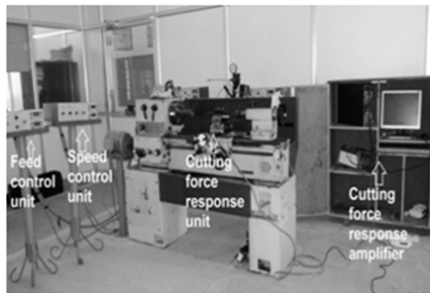 Feed
control
unit
Speed
control
unit
Cutting
force
response
unit
Cutting
force
response
amplifier